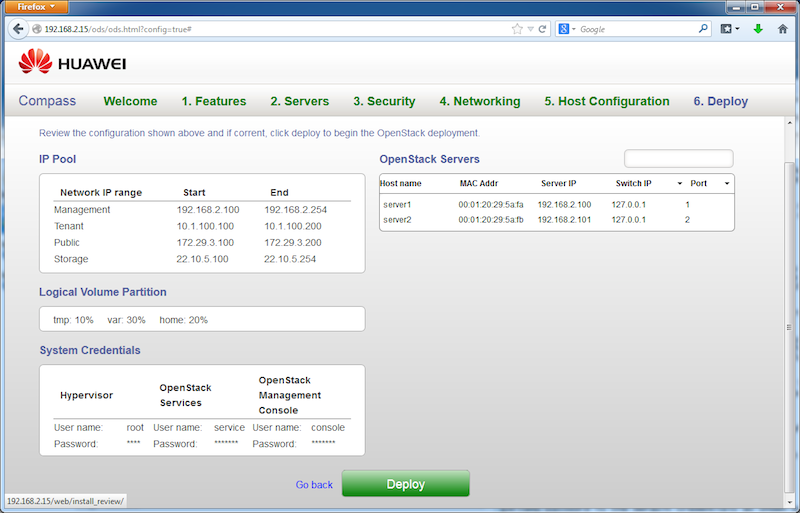 Firefox
192.168.2.15/ods/ods.html?config=true#
Google
HUAWEI
Compass Welcome 1. Features 2. Servers 3. Security 4. Networking 5. Host Configuration 6. Deploy
Review the configuration shown above and if corrent, click deploy to begin the OpenStack deployment.
IP Pool
Network IP range Start End
Management 192.168.2.100 192.168.2.254
Tenant 10.1.100.100 10.1.100.200
Public 172.29.3.100 172.29.3.200
Storage 22.10.5.100 22.10.5.254
OpenStack Servers
Host name MAC Addr Server IP Switch IP Port
server1 00:01:20:29:5a:fa 192.168.2.100 127.0.0.1 1
server2 00:01:20:29:5a:fb 192.168.2.101 127.0.0.1 2
Logical Volume Partition
tmp: 10% var: 30% home: 20%
System Credentials
Hypervisor
OpenStack
Services
OpenStack
Management
Console
User name: root User name: service User name: console
Password: **** Password: ******* Password: *******
Go back Deploy
192.168.2.15/web/install_review/